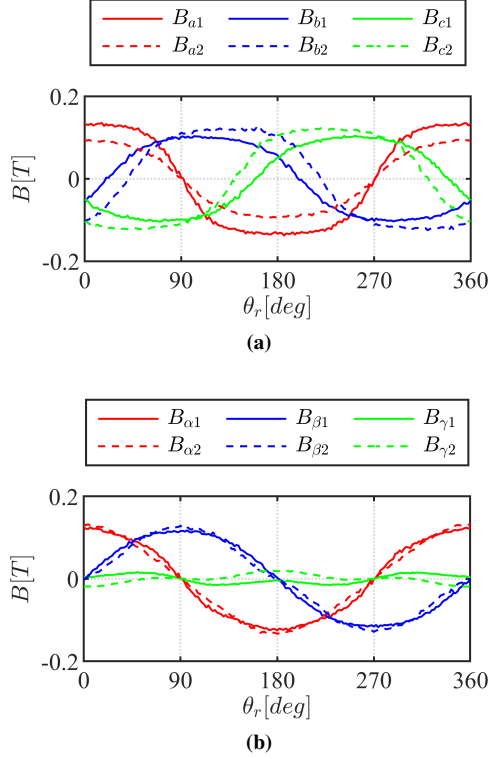 B_{a1} B_{b1} B_{c1}
B_{a2} B_{b2} B_{c2}
0.2
0
-0.2
B[T]
0 90 180 270 360
θ_r[deg]
(a)
B_{α1} B_{β1} B_{γ1}
B_{α2} B_{β2} B_{γ2}
0.2
0
-0.2
B[T]
0 90 180 270 360
θ_r[deg]
(b)